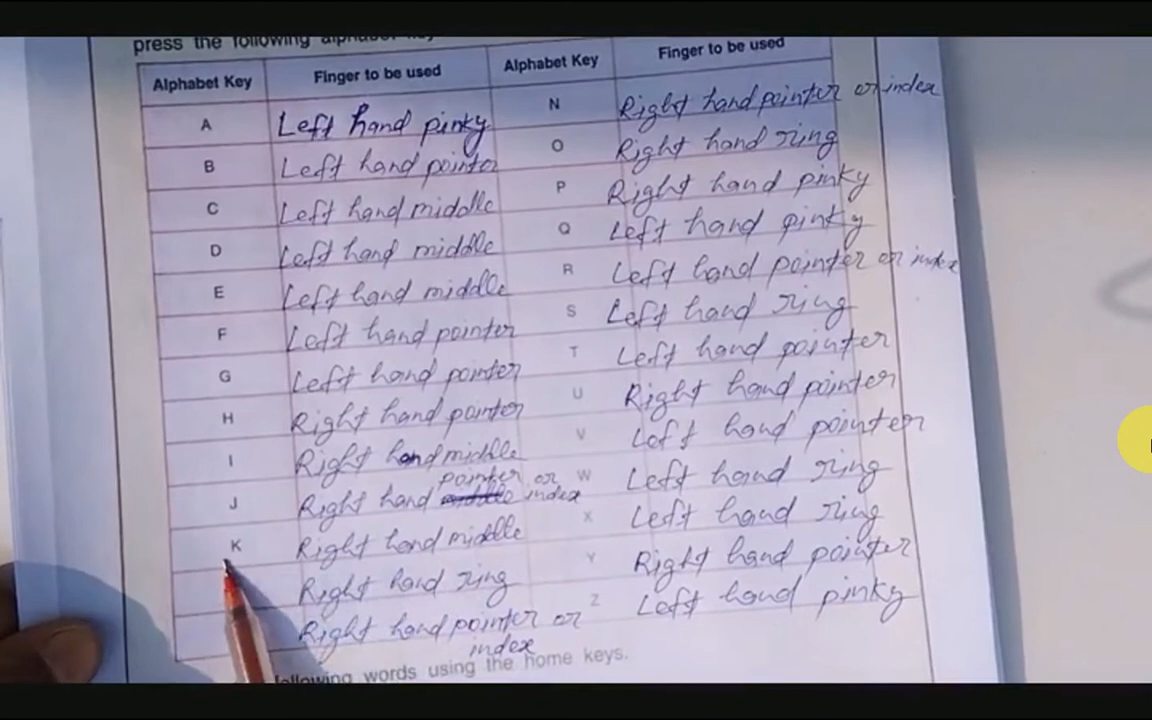 press the following alphabet key
Alphabet Key Finger to be used Alphabet Key Finger to be used
A Left hand pinky N Right hand pointer or index
B Left hand pointer O Right hand ring
C Left hand middle P Right hand pinky
D Left hand middle Q Left hand pinky
E Left hand middle R Left hand pointer or index
F Left hand pointer S Left hand ring
G Left hand pointer T Left hand pointer
H Right hand pointer U Right hand pointer
I Right hand middle V Left hand pointer
J Right hand pointer or index W Left hand ring
K Right hand middle X Left hand ring
Right hand ring Y Right hand pointer
Right hand pointer or index Z Left hand pinky
following words using the home keys.